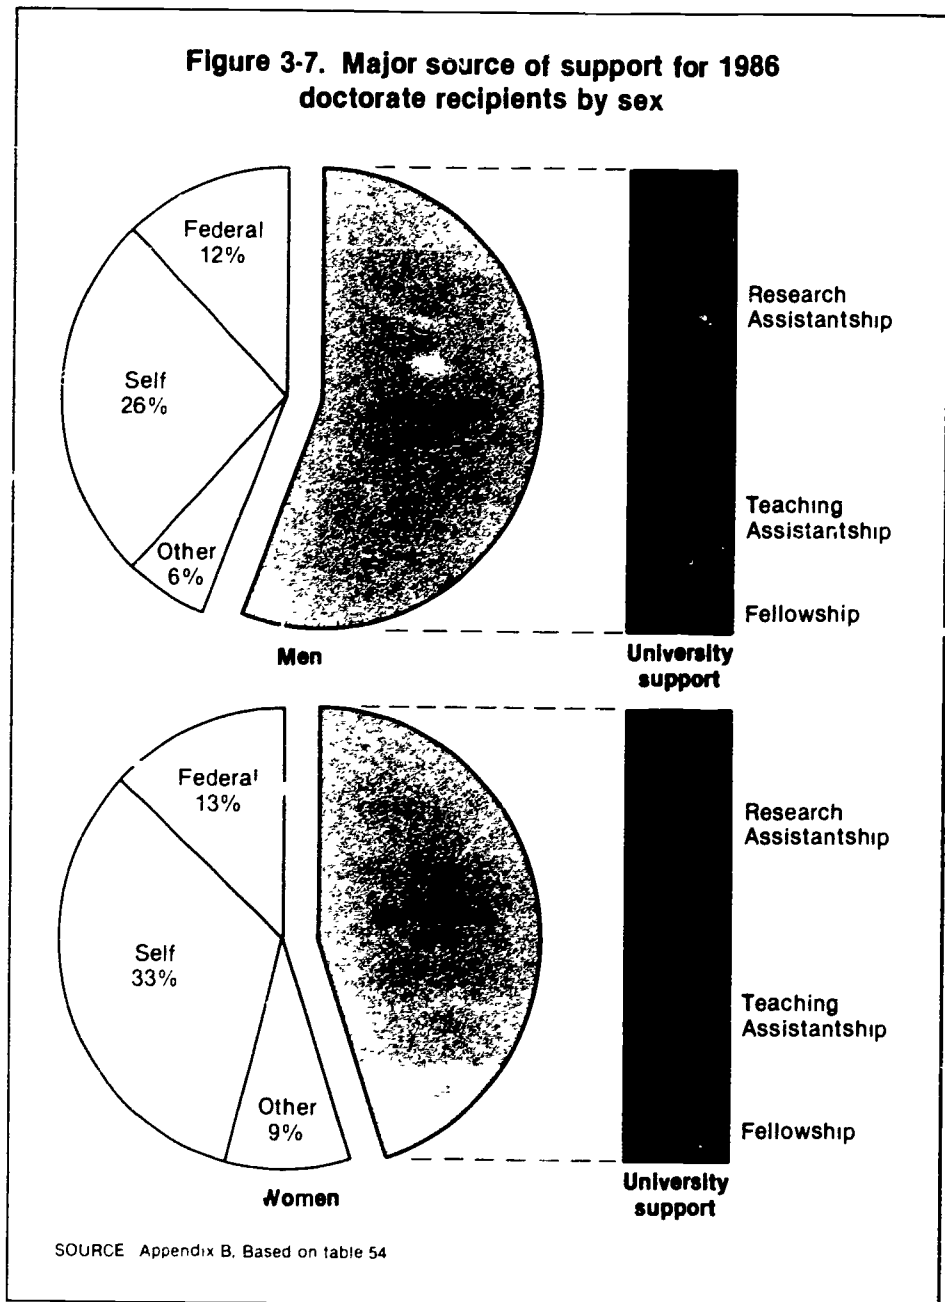 Figure 3-7. Major source of support for 1986
doctorate recipients by sex
Federal
12%
Self
26%
Other
6%
Men
Research
Assistantship
Teaching
Assistantship
Fellowship
University
support
Federal
13%
Self
33%
Other
9%
Women
Research
Assistantship
Teaching
Assistantship
Fellowship
University
support
SOURCE Appendix B, Based on table 54